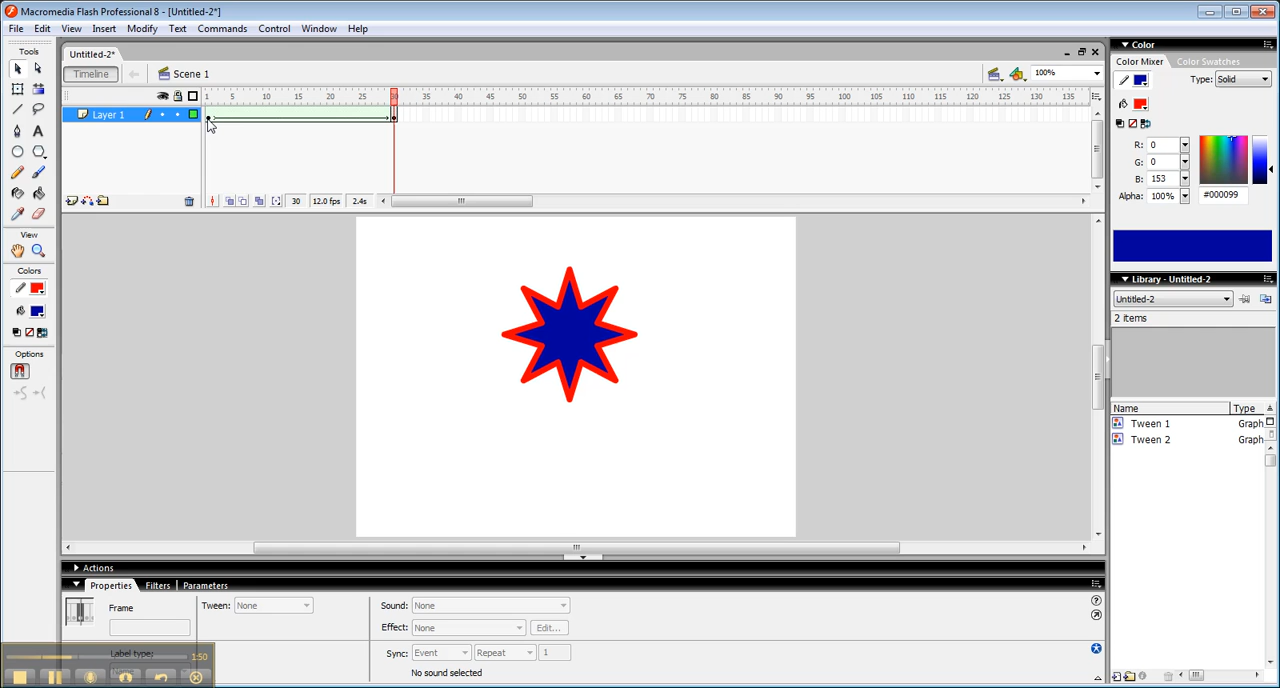 Macromedia Flash Professional 8 - [Untitled-2*]
File Edit View Insert Modify Text Commands Control Window Help
Tools
View
Colors
Options
Untitled-2*
Timeline
Scene 1
100%
1 5 10 15 20 25 30 35 40 45 50 55 60 65 70 75 80 85 90 95 100 105 110 115 120 125 130 135
Layer 1
30 12.0 fps 2.4s
Color
Color Mixer Color Swatches
Type: Solid
R: 0
G: 0
B: 153
Alpha: 100% #000099
Library - Untitled-2
Untitled-2
2 items
Name Type
Tween 1 Graph
Tween 2 Graph
Actions
Properties Filters Parameters
Frame
Tween: None
Sound: None
Effect: None Edit...
Label type:
Sync: Event Repeat 1
No sound selected
1:50